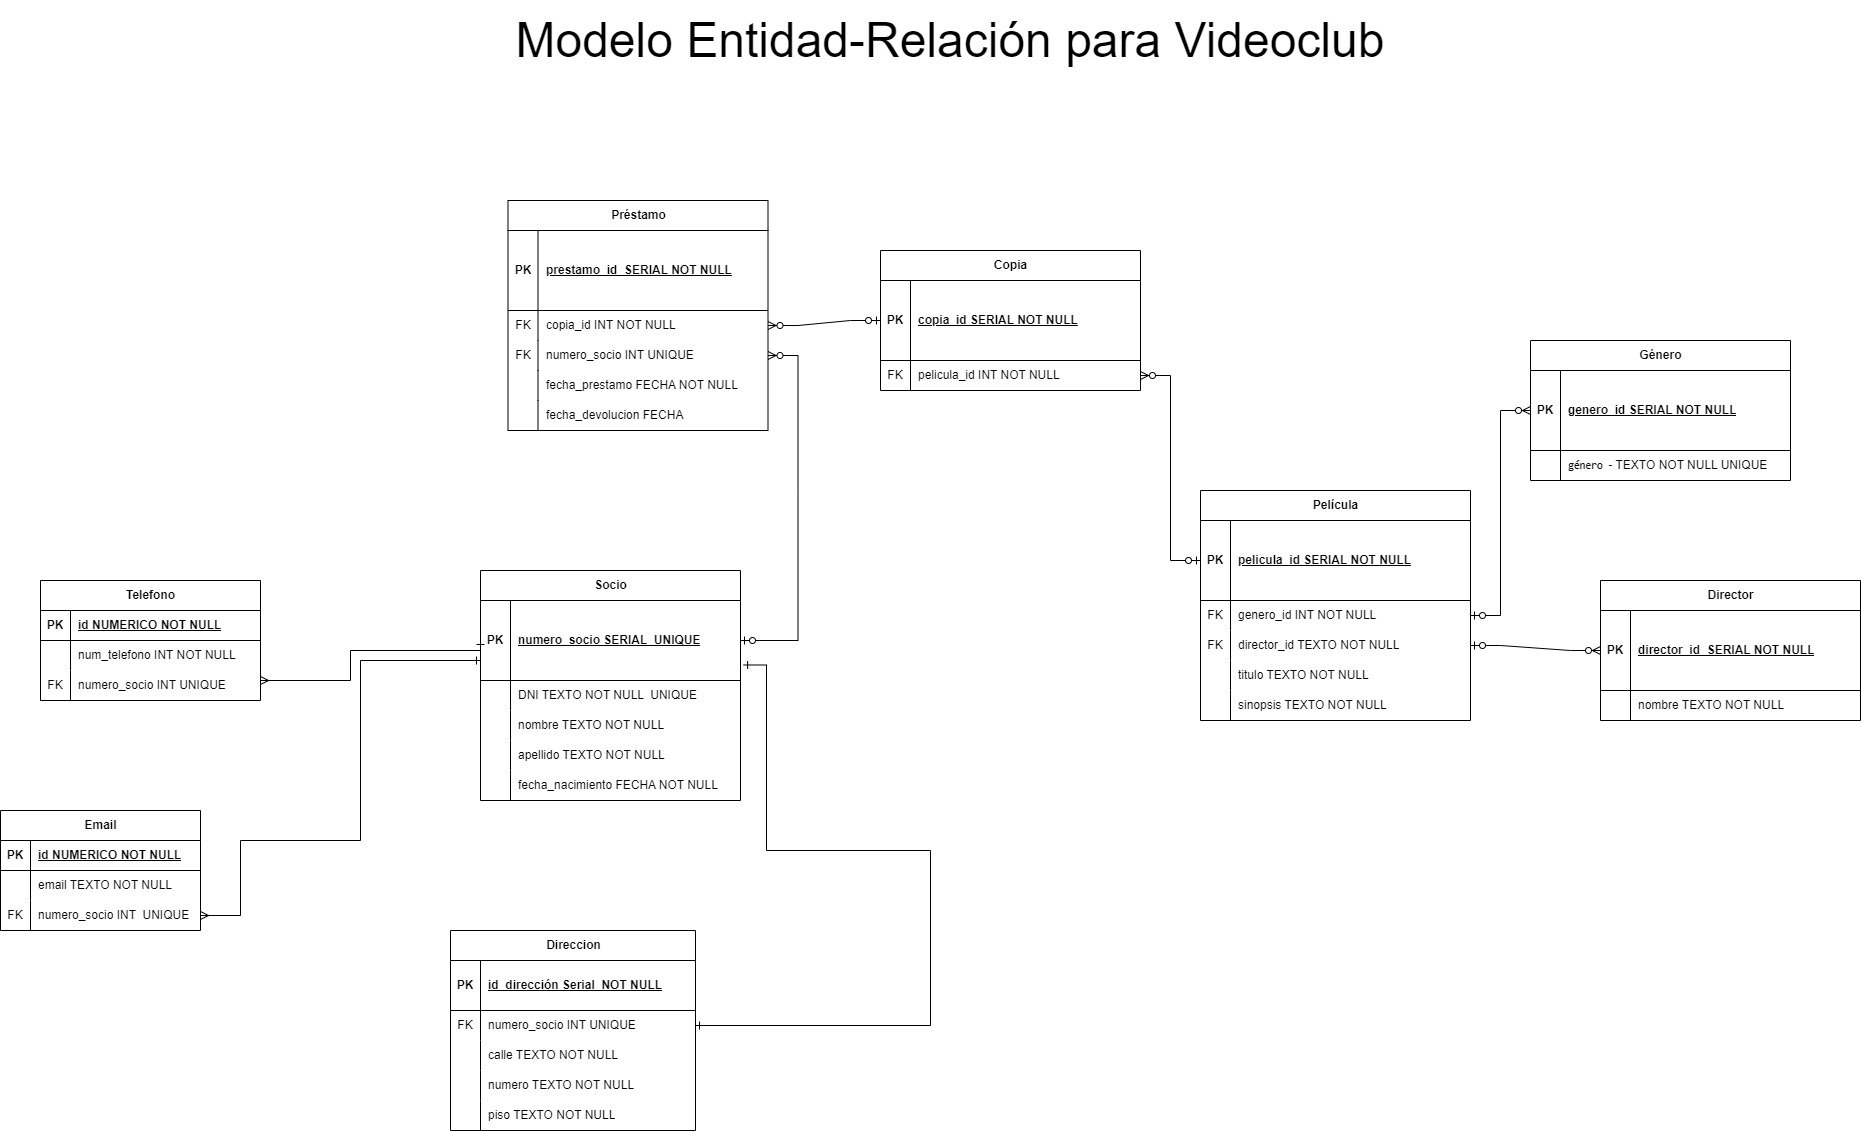 Modelo Entidad-Relación para Videoclub
Préstamo
PK prestamo_id SERIAL NOT NULL
FK copia_id INT NOT NULL
FK numero_socio INT UNIQUE
fecha_prestamo FECHA NOT NULL
fecha_devolucion FECHA
Copia
PK copia_id SERIAL NOT NULL
FK pelicula_id INT NOT NULL
Género
PK genero_id SERIAL NOT NULL
género - TEXTO NOT NULL UNIQUE
Película
PK pelicula_id SERIAL NOT NULL
FK genero_id INT NOT NULL
FK director_id TEXTO NOT NULL
titulo TEXTO NOT NULL
sinopsis TEXTO NOT NULL
Director
PK director_id SERIAL NOT NULL
nombre TEXTO NOT NULL
Telefono
PK id NUMERICO NOT NULL
num_telefono INT NOT NULL
FK numero_socio INT UNIQUE
Socio
PK numero_socio SERIAL UNIQUE
DNI TEXTO NOT NULL UNIQUE
nombre TEXTO NOT NULL
apellido TEXTO NOT NULL
fecha_nacimiento FECHA NOT NULL
Email
PK id NUMERICO NOT NULL
email TEXTO NOT NULL
FK numero_socio INT UNIQUE
Direccion
PK id_dirección Serial NOT NULL
FK numero_socio INT UNIQUE
calle TEXTO NOT NULL
numero TEXTO NOT NULL
piso TEXTO NOT NULL